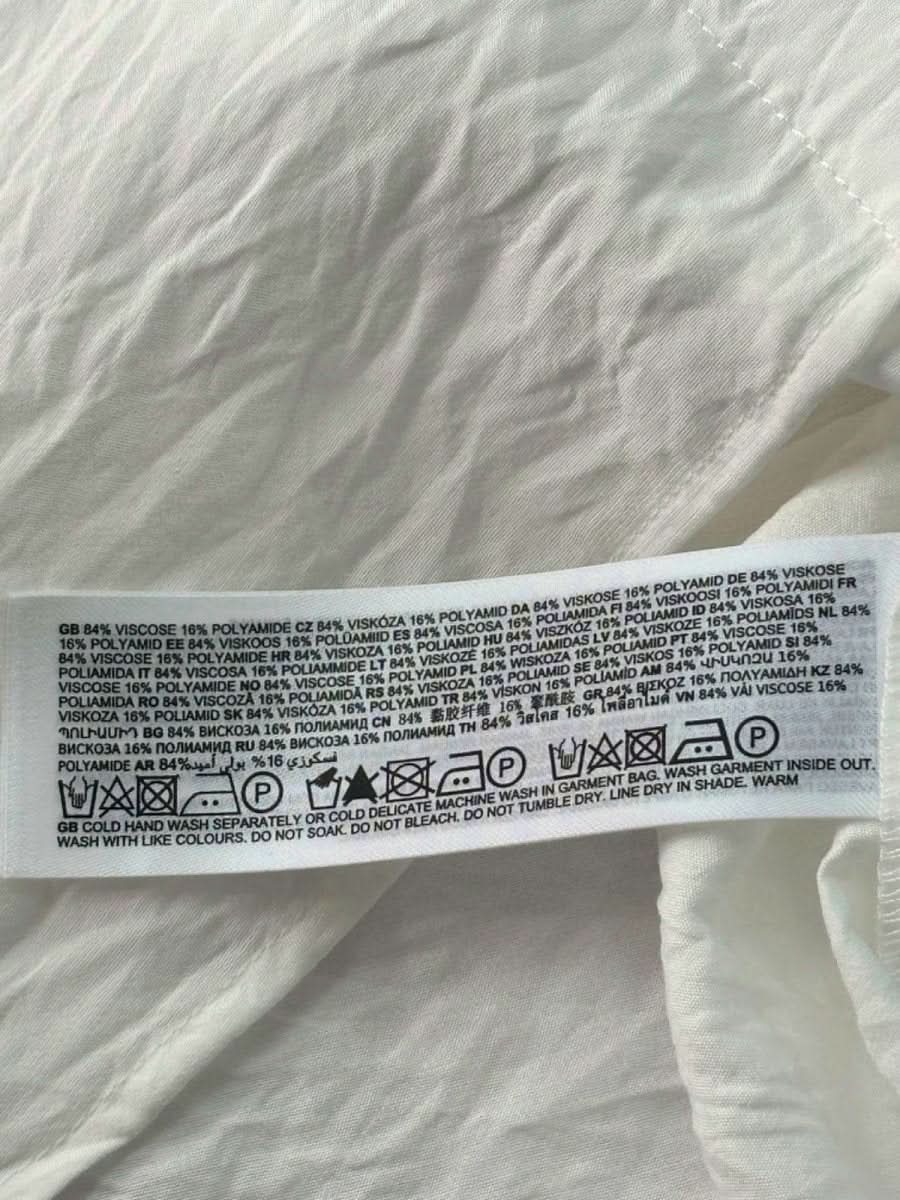 GB 84% VISCOSE 16% POLYAMIDE CZ 84% VISKÓZA 16% POLYAMID DA 84% VISKOSE 16% POLYAMID DE 84% VISKOSE
16% POLYAMID EE 84% VISKOOS 16% POLÜAMIID ES 84% VISCOSA 16% POLIAMIDA FI 84% VISKOOSI 16% POLYAMIDI FR
84% VISCOSE 16% POLYAMIDE HR 84% VISKOZA 16% POLIAMID HU 84% VISZKÓZ 16% POLIAMID ID 84% VISKOSA 16%
POLIAMIDA IT 84% VISCOSA 16% POLIAMMIDE LT 84% VISKOZĖ 16% POLIAMIDAS LV 84% VISKOZE 16% POLIAMĪDS NL 84%
VISCOSE 16% POLYAMIDE NO 84% VISKOSE 16% POLYAMID PL 84% WISKOZA 16% POLIAMID PT 84% VISCOSE 16%
POLIAMIDA RO 84% VISCOZĂ 16% POLIAMIDĂ RS 84% VISKOZA 16% POLIAMID SE 84% VISKOS 16% POLYAMID SI 84%
VISKOZA 16% POLIAMID SK 84% VISKÓZA 16% POLYAMID TR 84% VİSKON 16% POLİAMİD AM 84% ՎԻՍԿՈԶԱ 16%
ՊՈԼԻԱՄԻԴ BG 84% ВИСКОЗА 16% ПОЛИАМИД CN 84% 黏胶纤维 16% 聚酰胺 GR 84% ΒΙΣΚΟΖ 16% ΠΟΛΥΑΜΙΔΗ KZ 84%
ВИСКОЗА 16% ПОЛИАМИД RU 84% ВИСКОЗА 16% ПОЛИАМИД TH 84% วิสโคส 16% โพลีอาไมด์ VN 84% VẢI VISCOSE 16%
POLYAMIDE AR 84% فسكوزي 16% بولي أميد
P P P
GB COLD HAND WASH SEPARATELY OR COLD DELICATE MACHINE WASH IN GARMENT BAG. WASH GARMENT INSIDE OUT.
WASH WITH LIKE COLOURS. DO NOT SOAK. DO NOT BLEACH. DO NOT TUMBLE DRY. LINE DRY IN SHADE. WARM